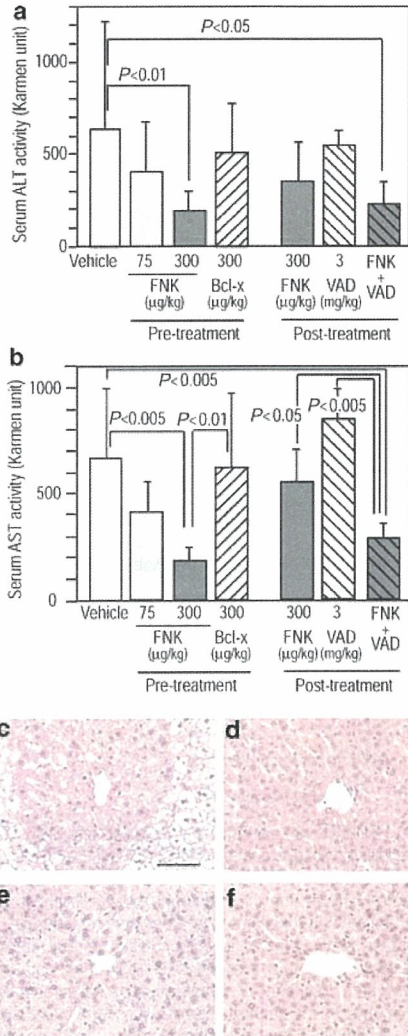 a
Serum ALT activity (Karmen unit)
1000
500
0
P<0.05
P<0.01
Vehicle 75 300 300 300 3 FNK
FNK Bcl-x FNK VAD +
(μg/kg) (μg/kg) (μg/kg) (mg/kg) VAD
Pre-treatment Post-treatment
b
Serum AST activity (Karmen unit)
1000
500
0
P<0.005
P<0.005 P<0.01 P<0.05 P<0.005
Vehicle 75 300 300 300 3 FNK
FNK Bcl-x FNK VAD +
(μg/kg) (μg/kg) (μg/kg) (mg/kg) VAD
Pre-treatment Post-treatment
c d
e f